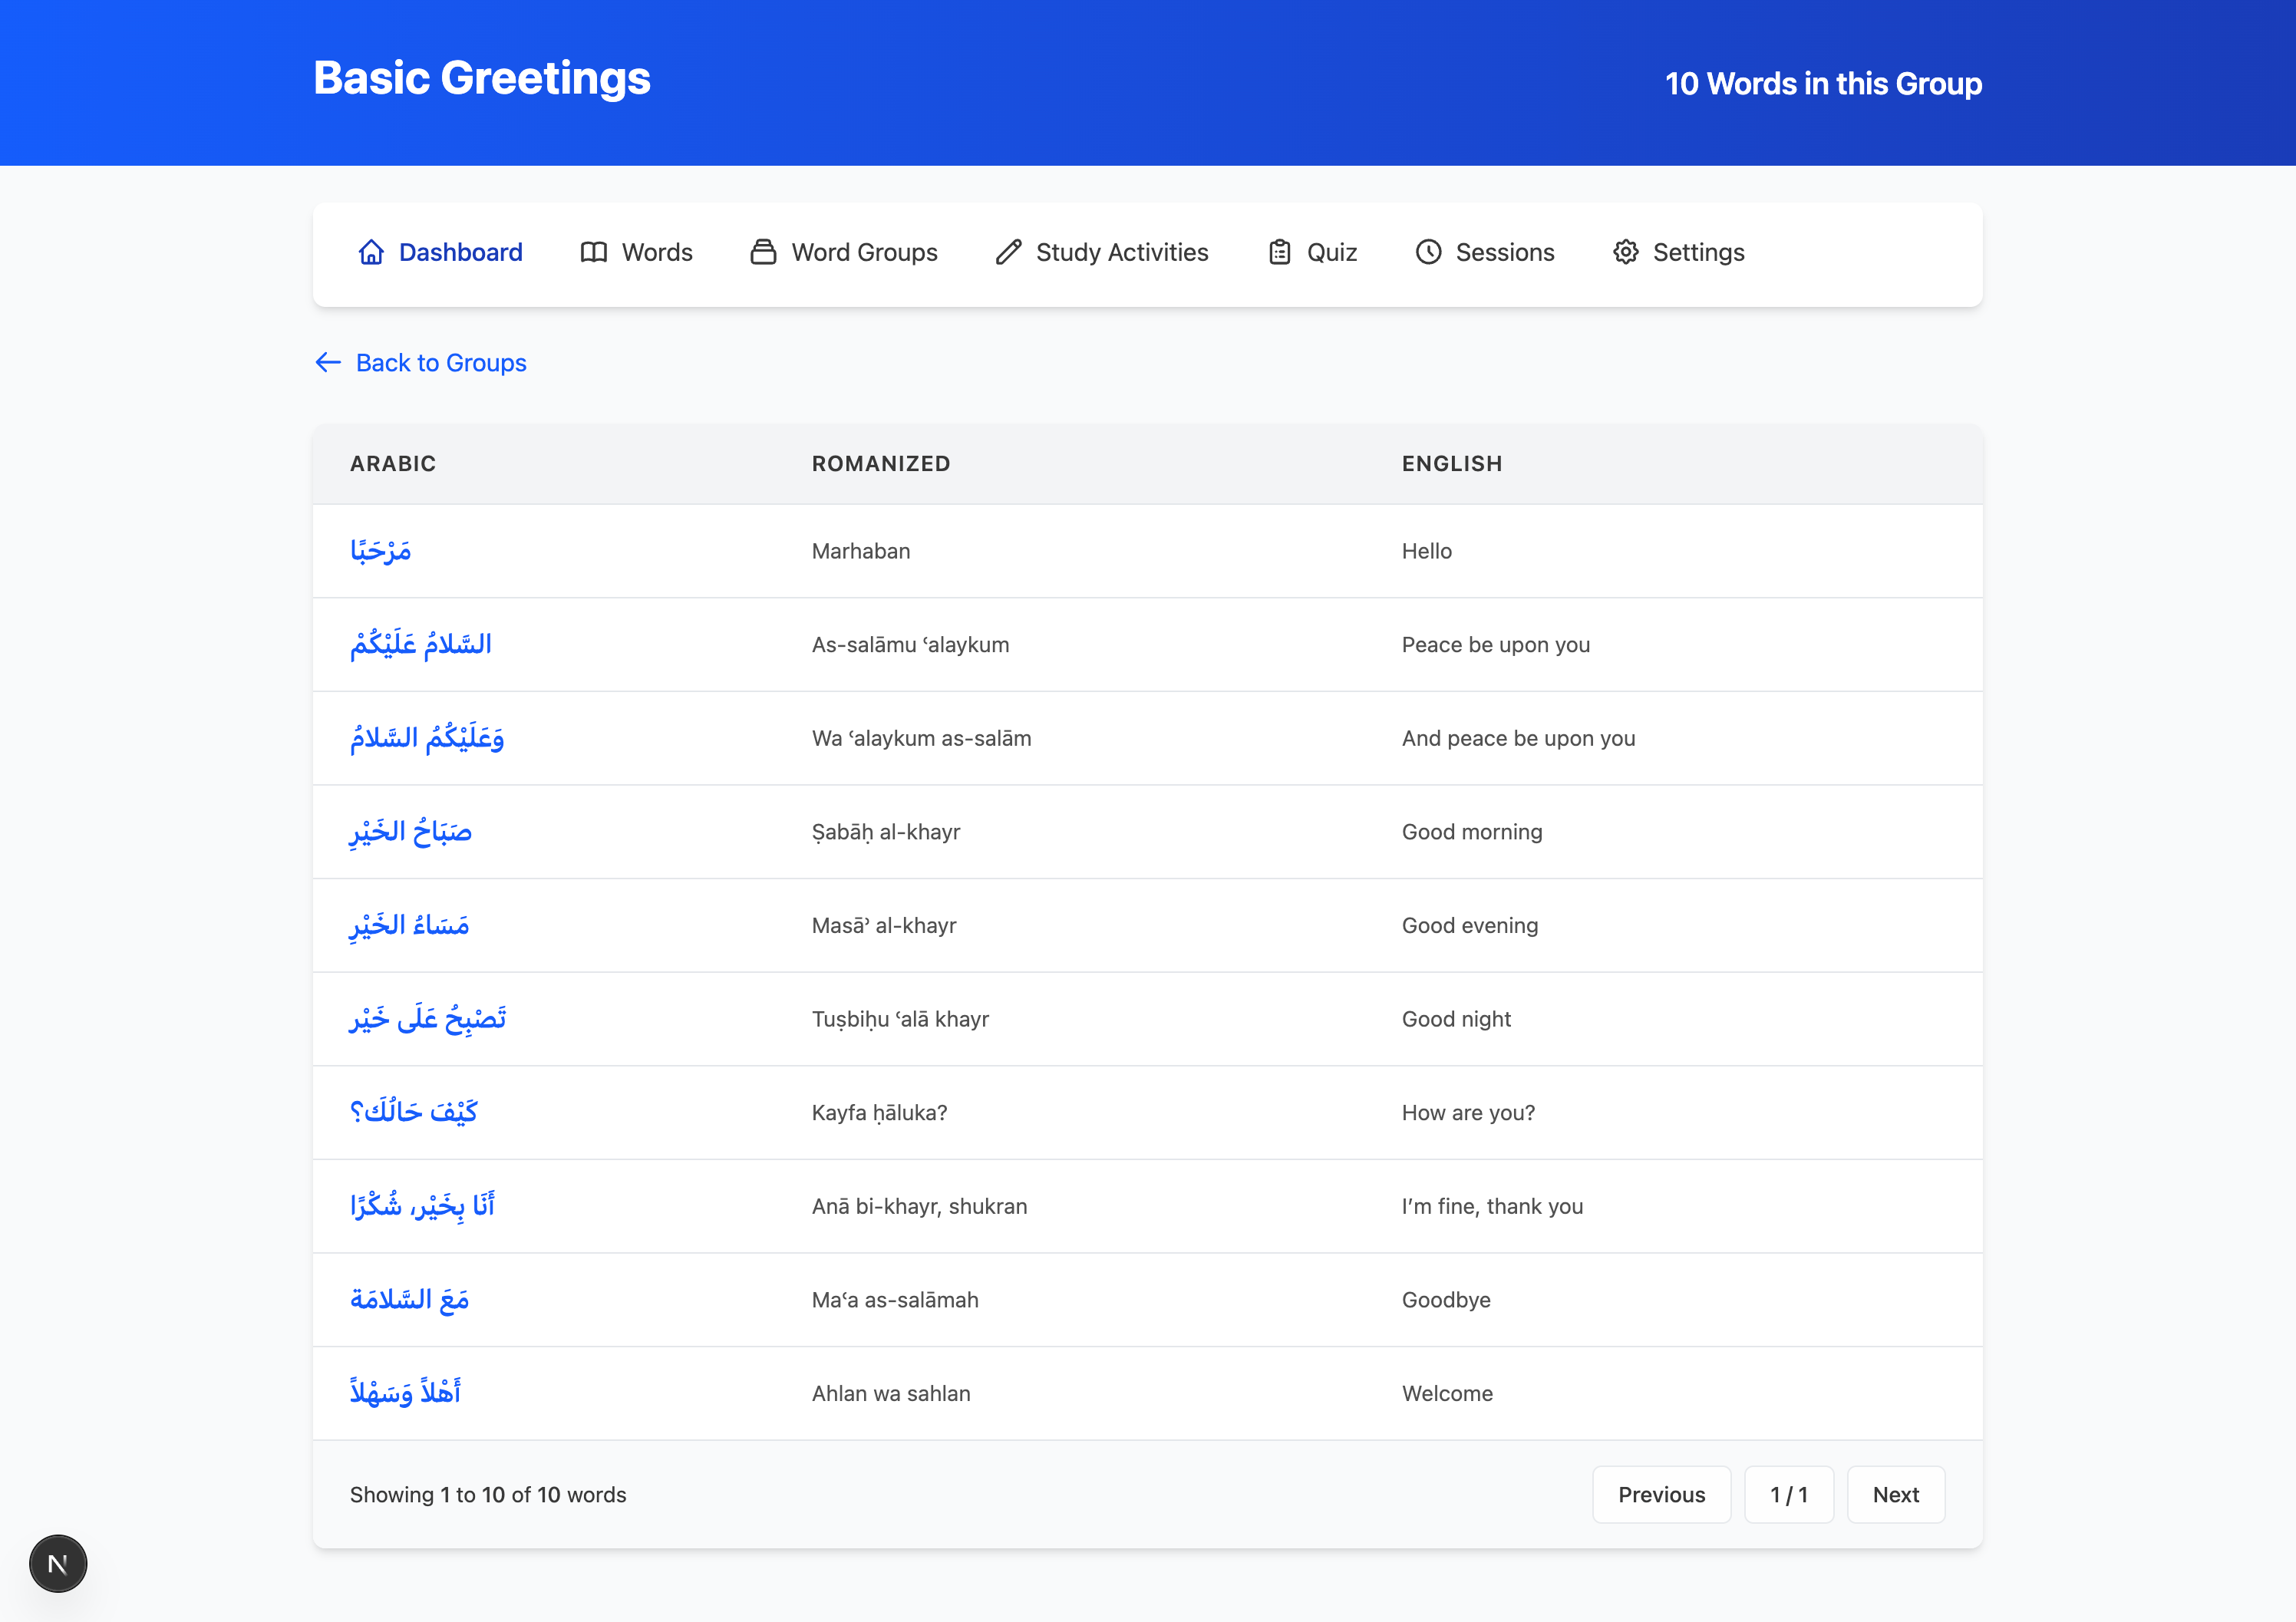 Basic Greetings
10 Words in this Group
Dashboard Words Word Groups Study Activities Quiz Sessions Settings
Back to Groups
ARABIC ROMANIZED ENGLISH
مَرْحَبًا Marhaban Hello
السَّلامُ عَلَيْكُمْ As-salāmu ʿalaykum Peace be upon you
وَعَلَيْكُمُ السَّلامُ Wa ʿalaykum as-salām And peace be upon you
صَبَاحُ الخَيْرِ Ṣabāḥ al-khayr Good morning
مَسَاءُ الخَيْرِ Masāʾ al-khayr Good evening
تَصْبِحُ عَلَى خَيْر Tuṣbiḥu ʿalā khayr Good night
كَيْفَ حَالُكَ؟ Kayfa ḥāluka? How are you?
أَنَا بِخَيْر، شُكْرًا Anā bi-khayr, shukran I’m fine, thank you
مَعَ السَّلامَة Maʿa as-salāmah Goodbye
أَهْلاً وَسَهْلاً Ahlan wa sahlan Welcome
Showing 1 to 10 of 10 words
Previous 1 / 1 Next
N